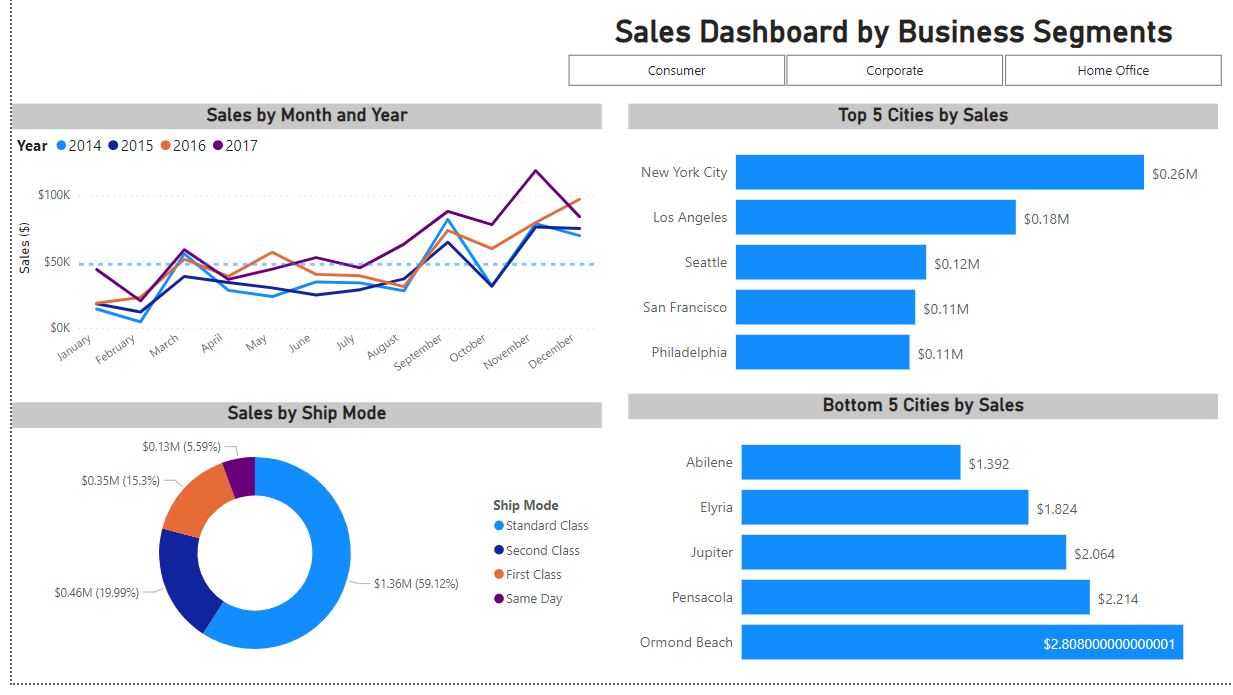 Sales Dashboard by Business Segments
Consumer Corporate Home Office
Sales by Month and Year
Year 2014 2015 2016 2017
Sales ($)
$100K
$50K
$0K
January February March April May June July August September October November December
Top 5 Cities by Sales
New York City $0.26M
Los Angeles $0.18M
Seattle $0.12M
San Francisco $0.11M
Philadelphia $0.11M
Sales by Ship Mode
$0.13M (5.59%)
$0.35M (15.3%)
$0.46M (19.99%)
$1.36M (59.12%)
Ship Mode
Standard Class
Second Class
First Class
Same Day
Bottom 5 Cities by Sales
Abilene $1.392
Elyria $1.824
Jupiter $2.064
Pensacola $2.214
Ormond Beach $2.808000000000001